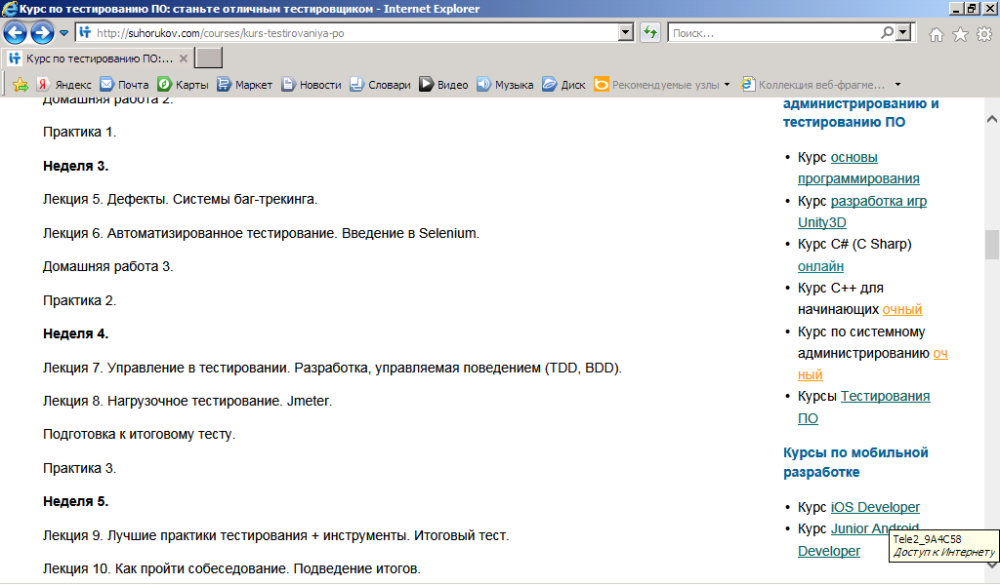 Курс по тестированию ПО: станьте отличным тестировщиком - Internet Explorer
http://suhorukov.com/courses/kurs-testirovaniya-po
Поиск...
Курс по тестированию ПО:...
Яндекс Почта Карты Маркет Новости Словари Видео Музыка Диск Рекомендуемые узлы Коллекция веб-фрагме...
Домашняя работа 2.
Практика 1.
Неделя 3.
Лекция 5. Дефекты. Системы баг-трекинга.
Лекция 6. Автоматизированное тестирование. Введение в Selenium.
Домашняя работа 3.
Практика 2.
Неделя 4.
Лекция 7. Управление в тестировании. Разработка, управляемая поведением (TDD, BDD).
Лекция 8. Нагрузочное тестирование. Jmeter.
Подготовка к итоговому тесту.
Практика 3.
Неделя 5.
Лекция 9. Лучшие практики тестирования + инструменты. Итоговый тест.
Лекция 10. Как пройти собеседование. Подведение итогов.
администрированию и
тестированию ПО
• Курс основы
программирования
• Курс разработка игр
Unity3D
• Курс C# (C Sharp)
онлайн
• Курс C++ для
начинающих очный
• Курс по системному
администрированию оч
ный
• Курсы Тестирования
ПО
Курсы по мобильной
разработке
• Курс iOS Developer
• Курс Junior Android
Developer
Tele2_9A4C58
Доступ к Интернету